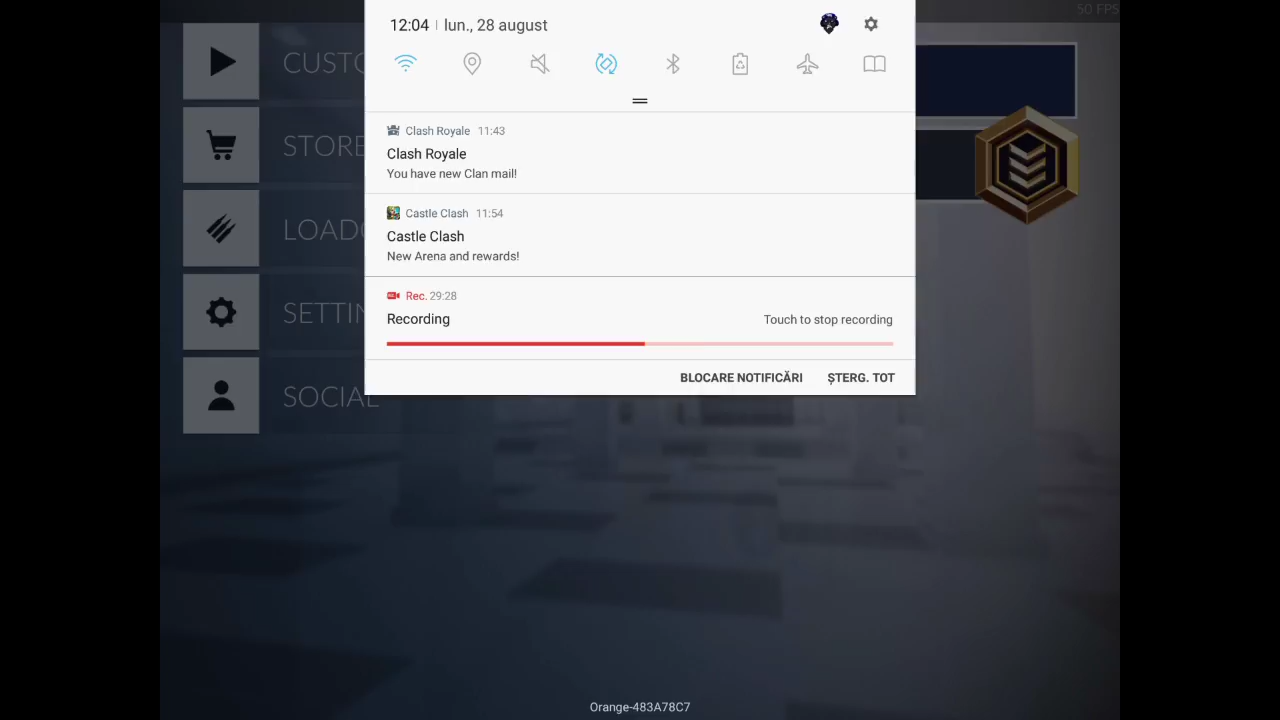 50 FPS
12:04 lun., 28 august
CUSTO
STORE
LOADO
SETTIN
SOCIAL
Clash Royale 11:43
Clash Royale
You have new Clan mail!
Castle Clash 11:54
Castle Clash
New Arena and rewards!
Rec. 29:28
Recording
Touch to stop recording
BLOCARE NOTIFICĂRI ȘTERG. TOT
Orange-483A78C7